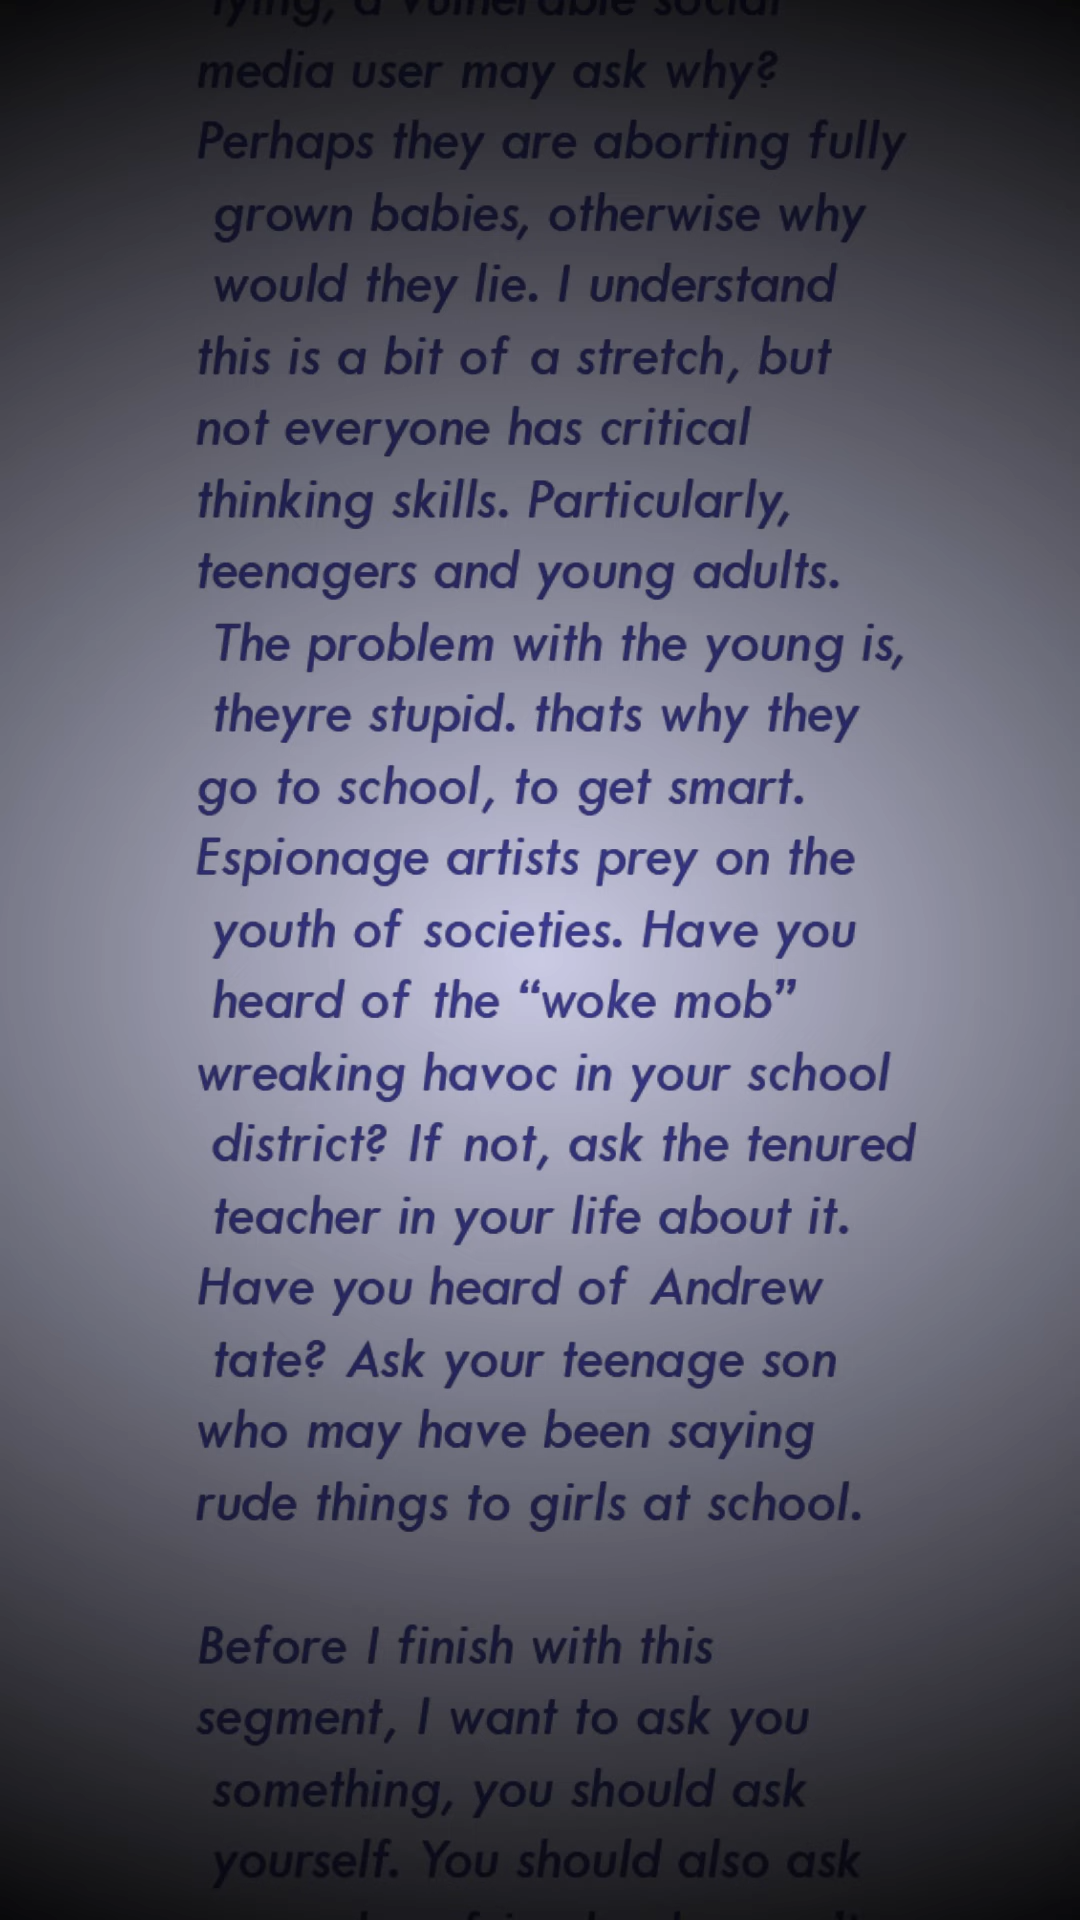 lying, a vulnerable social
media user may ask why?
Perhaps they are aborting fully
grown babies, otherwise why
would they lie. I understand
this is a bit of a stretch, but
not everyone has critical
thinking skills. Particularly,
teenagers and young adults.
The problem with the young is,
theyre stupid. thats why they
go to school, to get smart.
Espionage artists prey on the
youth of societies. Have you
heard of the “woke mob”
wreaking havoc in your school
district? If not, ask the tenured
teacher in your life about it.
Have you heard of Andrew
tate? Ask your teenage son
who may have been saying
rude things to girls at school.
Before I finish with this
segment, I want to ask you
something, you should ask
yourself. You should also ask